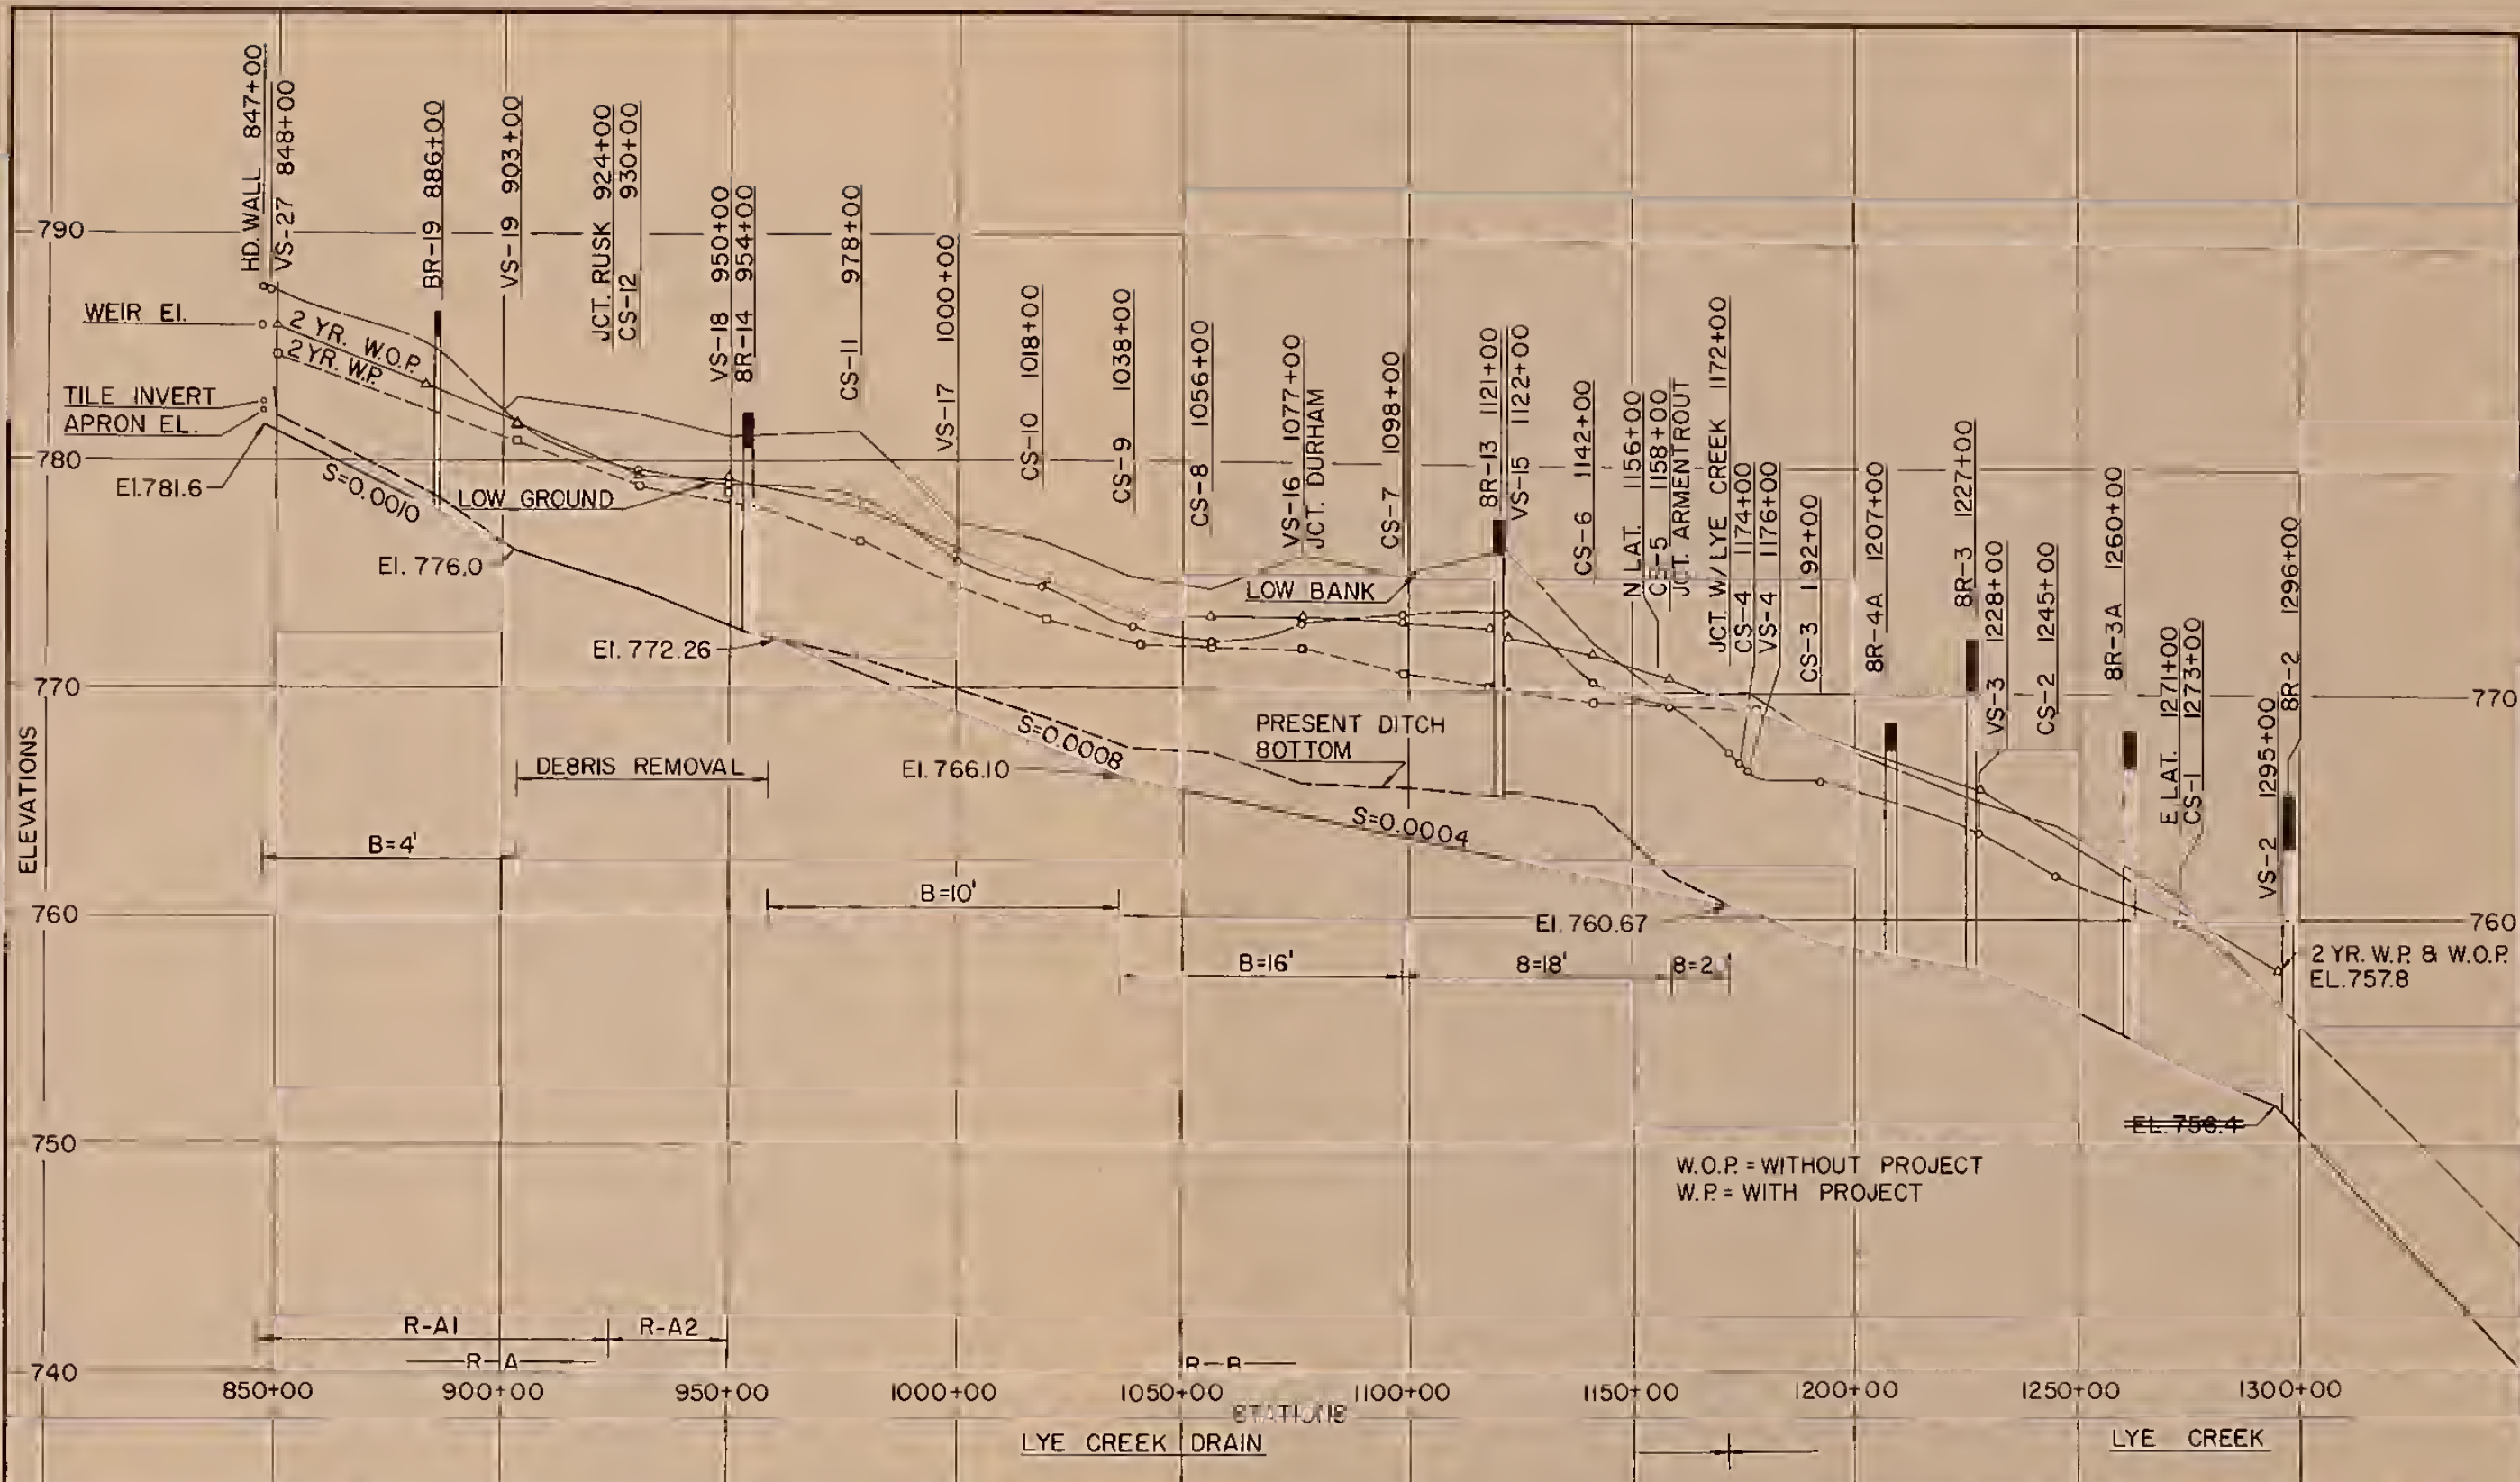 HD. WALL 847+00
VS-27 848+00
BR-19 886+00
VS-19 903+00
JCT. RUSK 924+00
CS-12 930+00
VS-18 950+00
BR-14 954+00
CS-11 978+00
VS-17 1000+00
CS-10 1018+00
CS-9 1038+00
CS-8 1056+00
VS-16 1077+00
JCT. DURHAM
CS-7 1098+00
BR-13 1121+00
VS-15 1122+00
CS-6 1142+00
N LAT. 1156+00
CS-5 1158+00
JCT. ARMENTROUT
JCT. W/LYE CREEK 1172+00
CS-4 1174+00
VS-4 1176+00
CS-3 1192+00
BR-4A 1207+00
BR-3 1227+00
VS-3 1228+00
CS-2 1245+00
BR-3A 1260+00
E LAT. 1271+00
CS-1 1273+00
VS-2 1295+00
BR-2 1296+00
790
WEIR El.
2 YR. W.O.P.
2 YR. W.P.
TILE INVERT
APRON EL.
780
El.781.6
S=0.0010
LOW GROUND
El. 776.0
LOW BANK
El. 772.26
770
770
S=0.0008
PRESENT DITCH
BOTTOM
DEBRIS REMOVAL
El. 766.10
S=0.0004
ELEVATIONS
B=4'
B=10'
760
El. 760.67
760
B=16'
B=18'
B=20'
2 YR. W.P. & W.O.P.
EL.757.8
EL. 756.4
750
W.O.P. = WITHOUT PROJECT
W.P. = WITH PROJECT
R-A1
R-A2
R-A
R-B
740
850+00
900+00
950+00
1000+00
1050+00
1100+00
1150+00
1200+00
1250+00
1300+00
STATIONS
LYE CREEK DRAIN
LYE CREEK